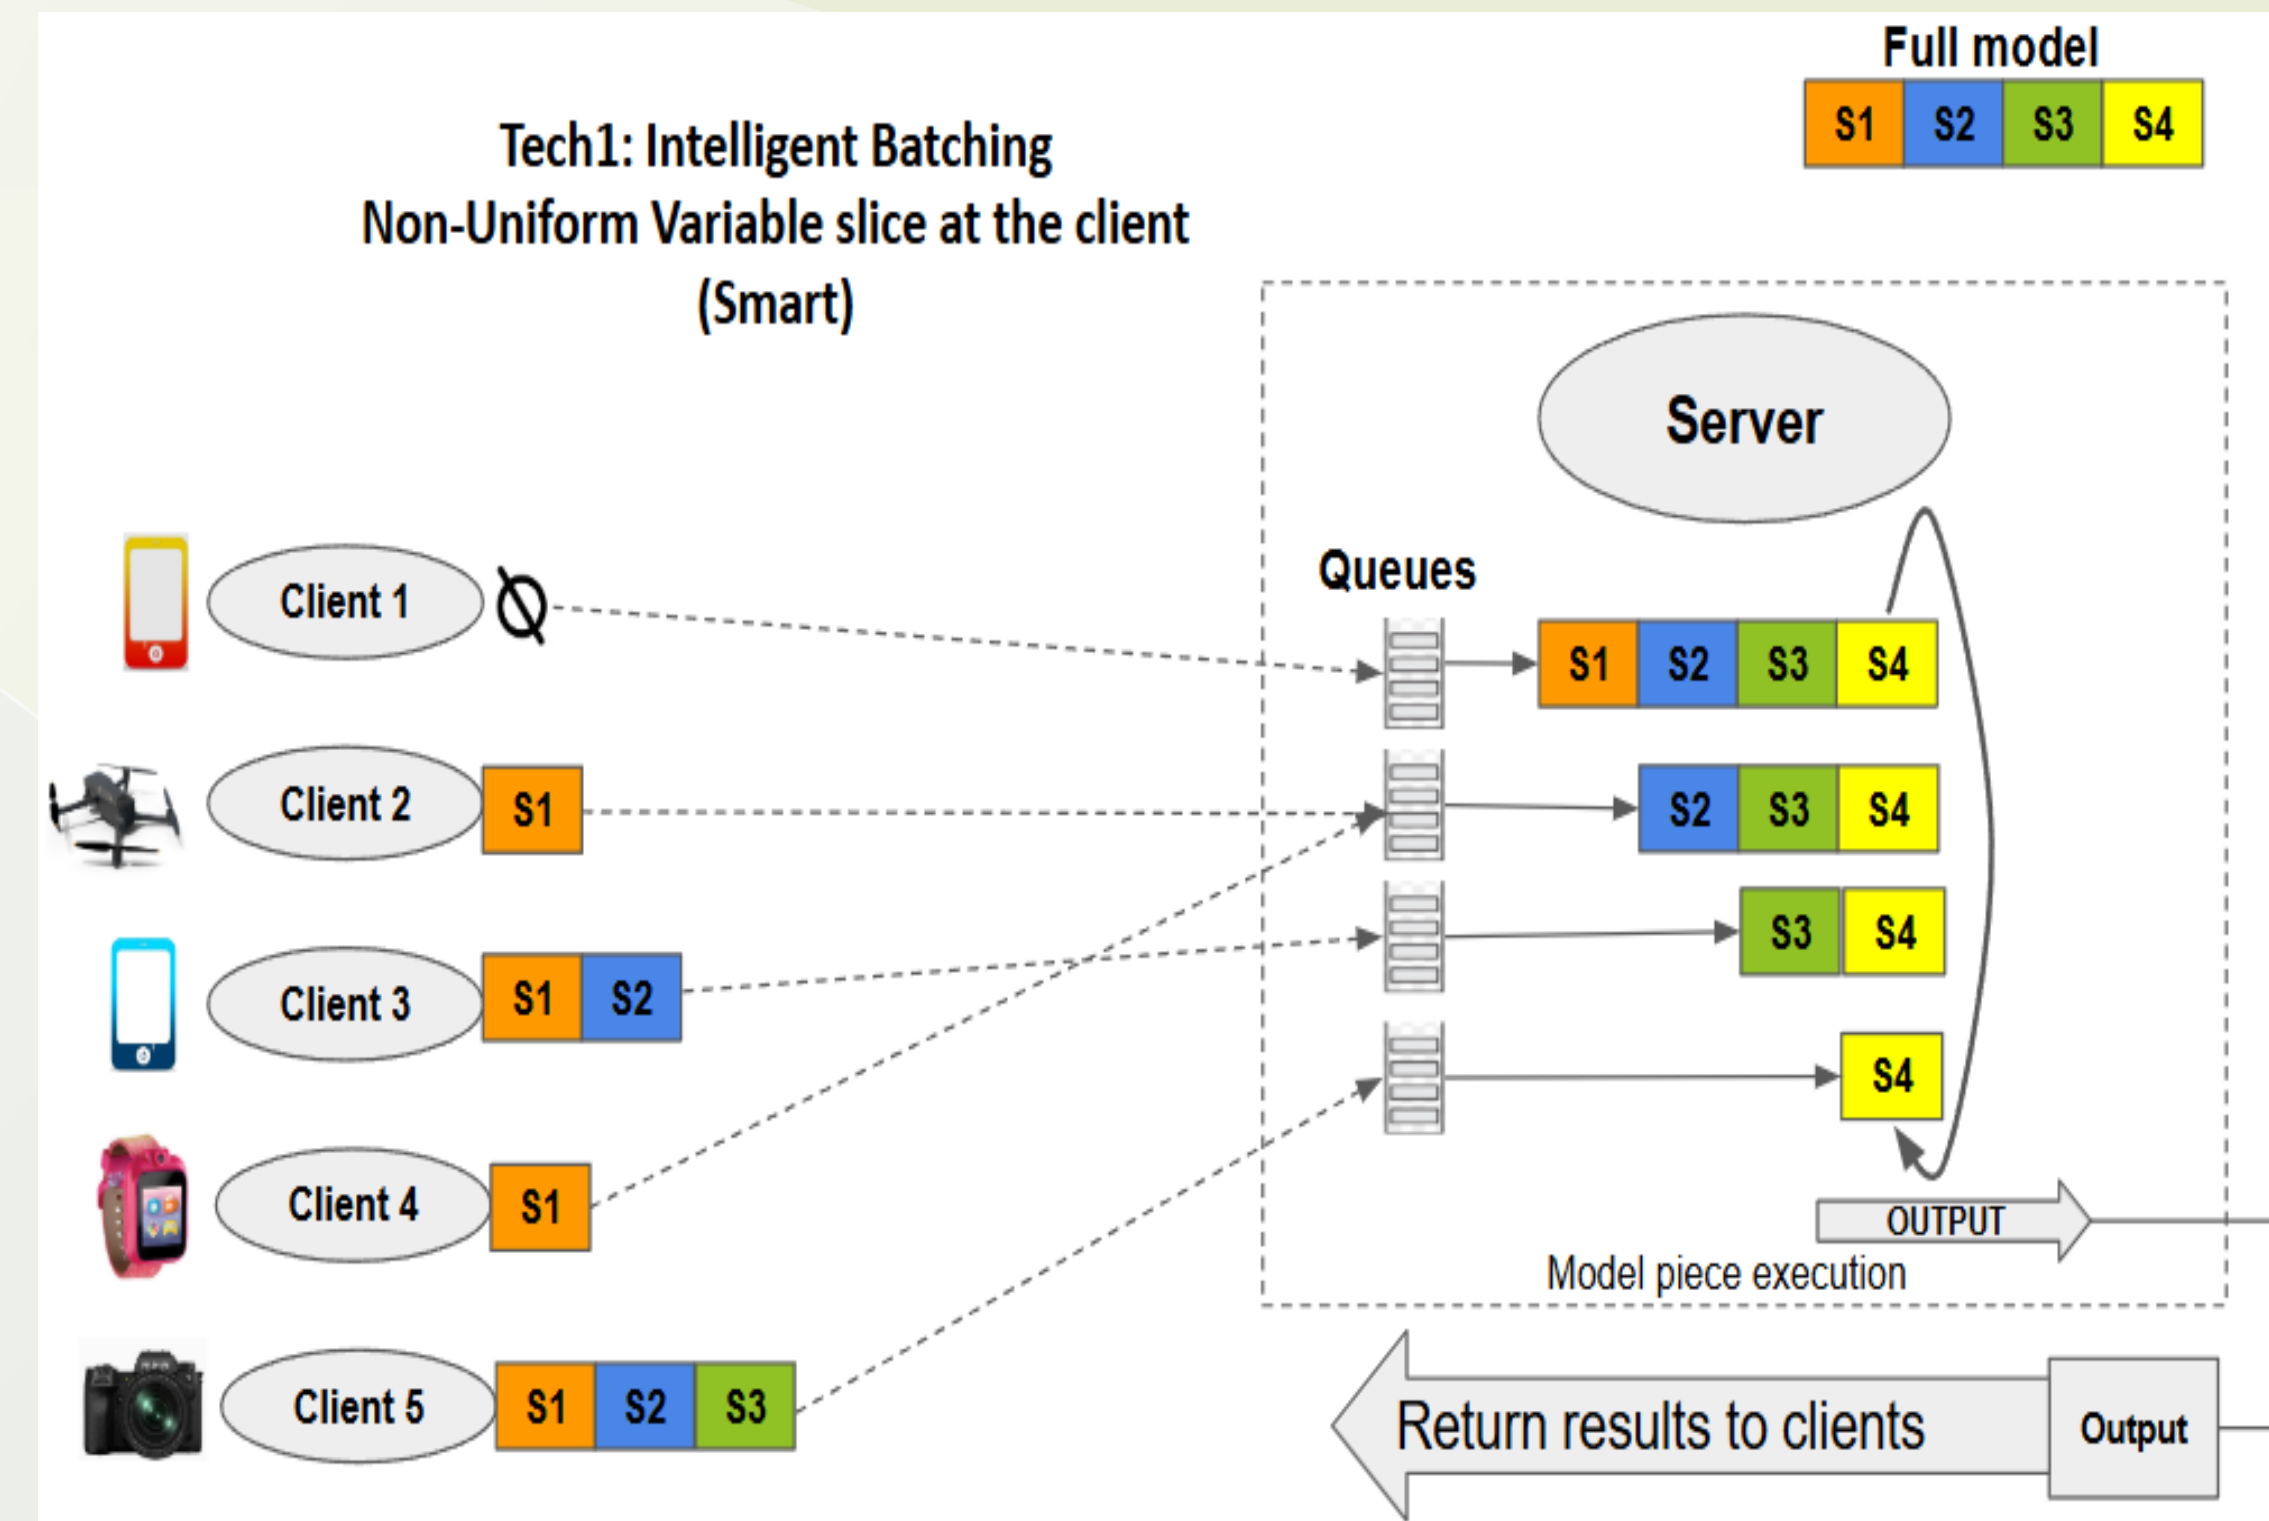 Full model
S1 S2 S3 S4
Tech1: Intelligent Batching
Non-Uniform Variable slice at the client
(Smart)
Server
Queues
Client 1
S1 S2 S3 S4
Client 2 S1
S2 S3 S4
Client 3 S1 S2
S3 S4
S4
Client 4 S1
OUTPUT
Model piece execution
Client 5 S1 S2 S3
Return results to clients
Output